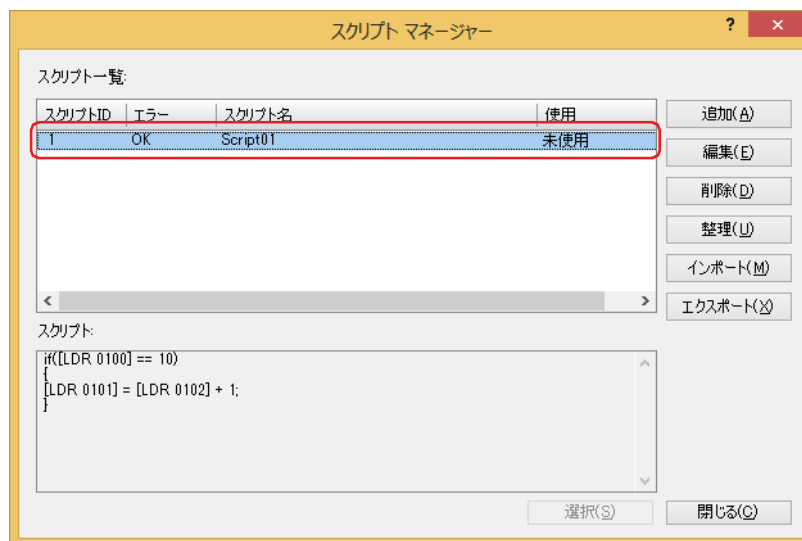 スクリプト マネージャー
? ×
スクリプト一覧:
スクリプトID エラー スクリプト名 使用
1 OK Script01 未使用
追加(A)
編集(E)
削除(D)
整理(U)
インポート(M)
エクスポート(X)
スクリプト:
if([LDR 0100] == 10)
{
[LDR 0101] = [LDR 0102] + 1;
}
選択(S)
閉じる(C)